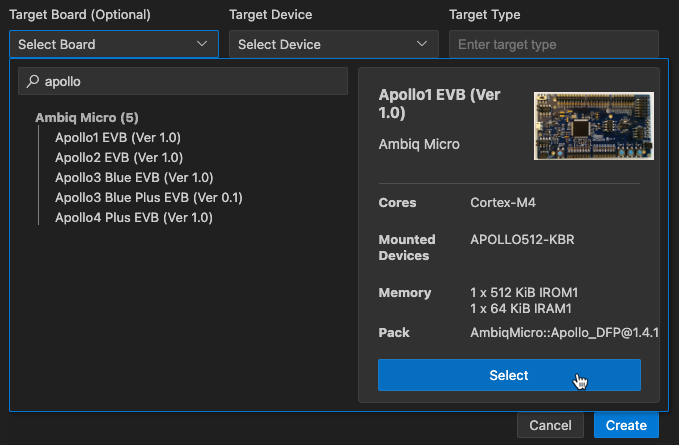 Target Board (Optional)
Target Device
Target Type
Select Board
Select Device
Enter target type
apollo
Ambiq Micro (5)
Apollo1 EVB (Ver 1.0)
Apollo2 EVB (Ver 1.0)
Apollo3 Blue EVB (Ver 1.0)
Apollo3 Blue Plus EVB (Ver 0.1)
Apollo4 Plus EVB (Ver 1.0)
Apollo1 EVB (Ver
1.0)
Ambiq Micro
Cores
Cortex-M4
Mounted
Devices
APOLLO512-KBR
Memory
1 x 512 KiB IROM1
1 x 64 KiB IRAM1
Pack
AmbiqMicro::Apollo_DFP@1.4.1
Select
Cancel
Create